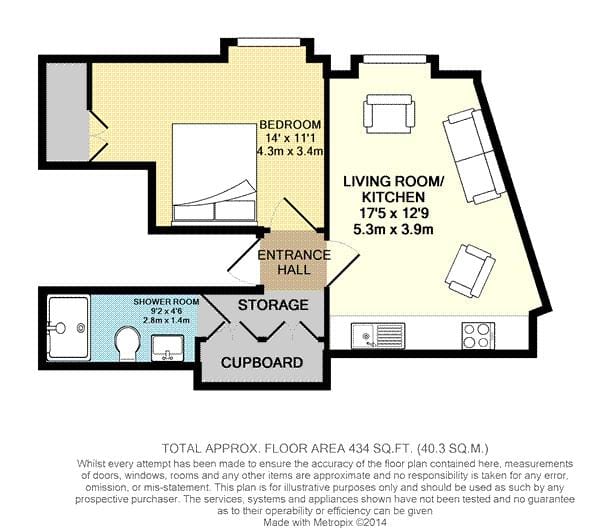 BEDROOM
14' x 11'1
4.3m x 3.4m
LIVING ROOM/
KITCHEN
17'5 x 12'9
5.3m x 3.9m
ENTRANCE
HALL
SHOWER ROOM
9'2 x 4'6
2.8m x 1.4m
STORAGE
CUPBOARD
TOTAL APPROX. FLOOR AREA 434 SQ.FT. (40.3 SQ.M.)
Whilst every attempt has been made to ensure the accuracy of the floor plan contained here, measurements
of doors, windows, rooms and any other items are approximate and no responsibility is taken for any error,
omission, or mis-statement. This plan is for illustrative purposes only and should be used as such by any
prospective purchaser. The services, systems and appliances shown have not been tested and no guarantee
as to their operability or efficiency can be given
Made with Metropix ©2014